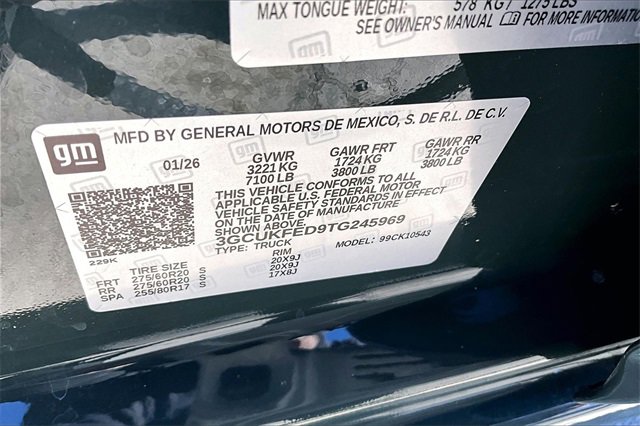 MAX TONGUE WEIGHT: 578 KG / 1275 LBS
SEE OWNER'S MANUAL FOR MORE INFORMATION
gm
MFD BY GENERAL MOTORS DE MEXICO, S. DE R.L. DE C.V.
01/26 GVWR GAWR FRT GAWR RR
3221 KG 1724 KG 1724 KG
7100 LB 3800 LB 3800 LB
THIS VEHICLE CONFORMS TO ALL
APPLICABLE U.S. FEDERAL MOTOR
VEHICLE SAFETY STANDARDS IN EFFECT
ON THE DATE OF MANUFACTURE SHOWN
ABOVE.
3GCUKFED9TG245969
TYPE: TRUCK MODEL: 99CK10543
229K
TIRE SIZE RIM
FRT 275/60R20 S 20X9J
RR 275/60R20 S 20X9J
SPA 255/80R17 S 17X8J